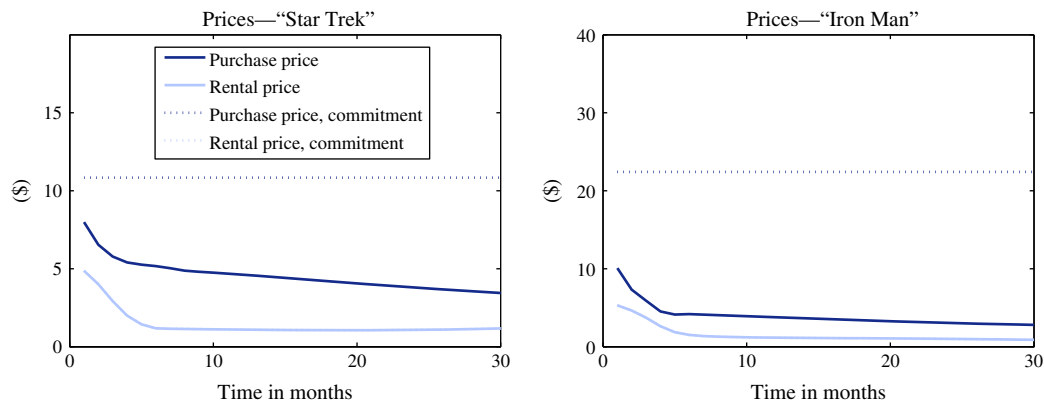 Prices—“Star Trek”
15
10
5
0
($)
Purchase price
Rental price
Purchase price, commitment
Rental price, commitment
0
10
20
30
Time in months
Prices—“Iron Man”
40
30
20
10
0
($)
0
10
20
30
Time in months